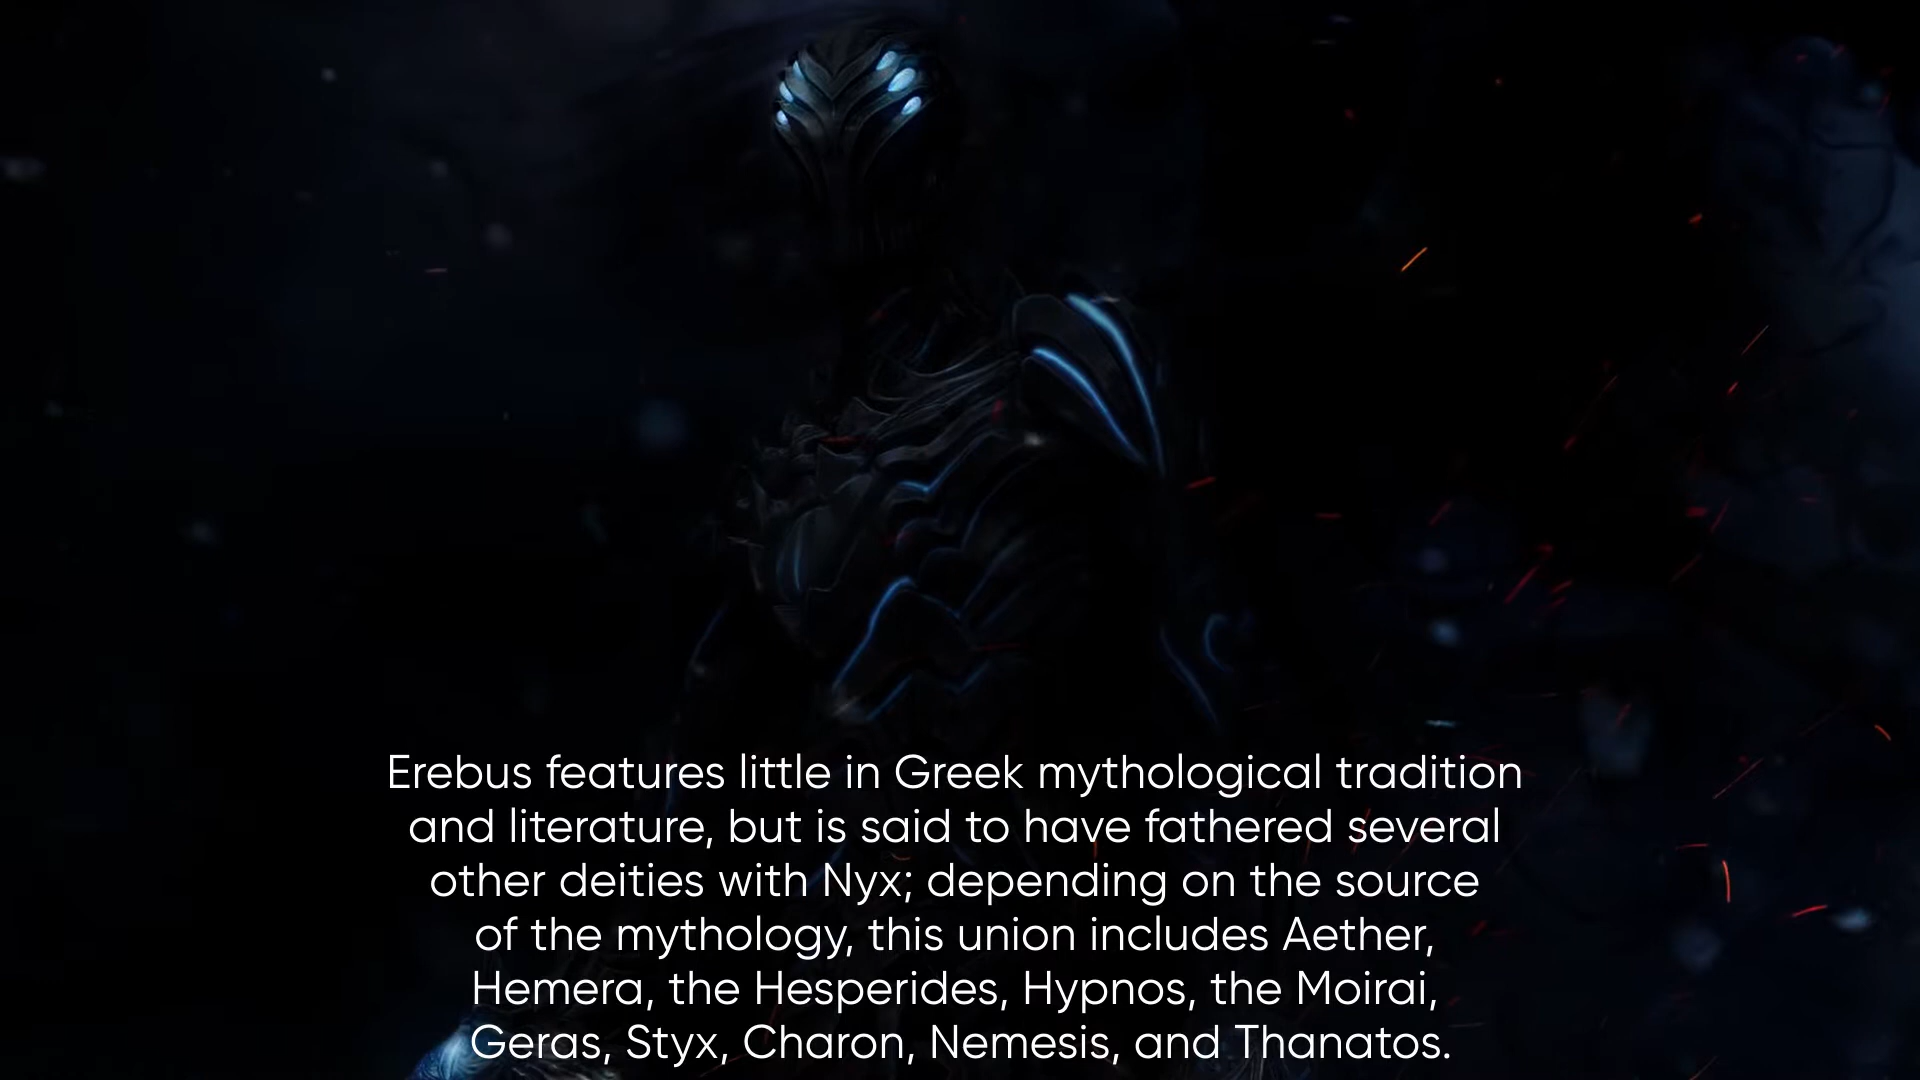 Erebus features little in Greek mythological tradition
and literature, but is said to have fathered several
other deities with Nyx; depending on the source
of the mythology, this union includes Aether,
Hemera, the Hesperides, Hypnos, the Moirai,
Geras, Styx, Charon, Nemesis, and Thanatos.